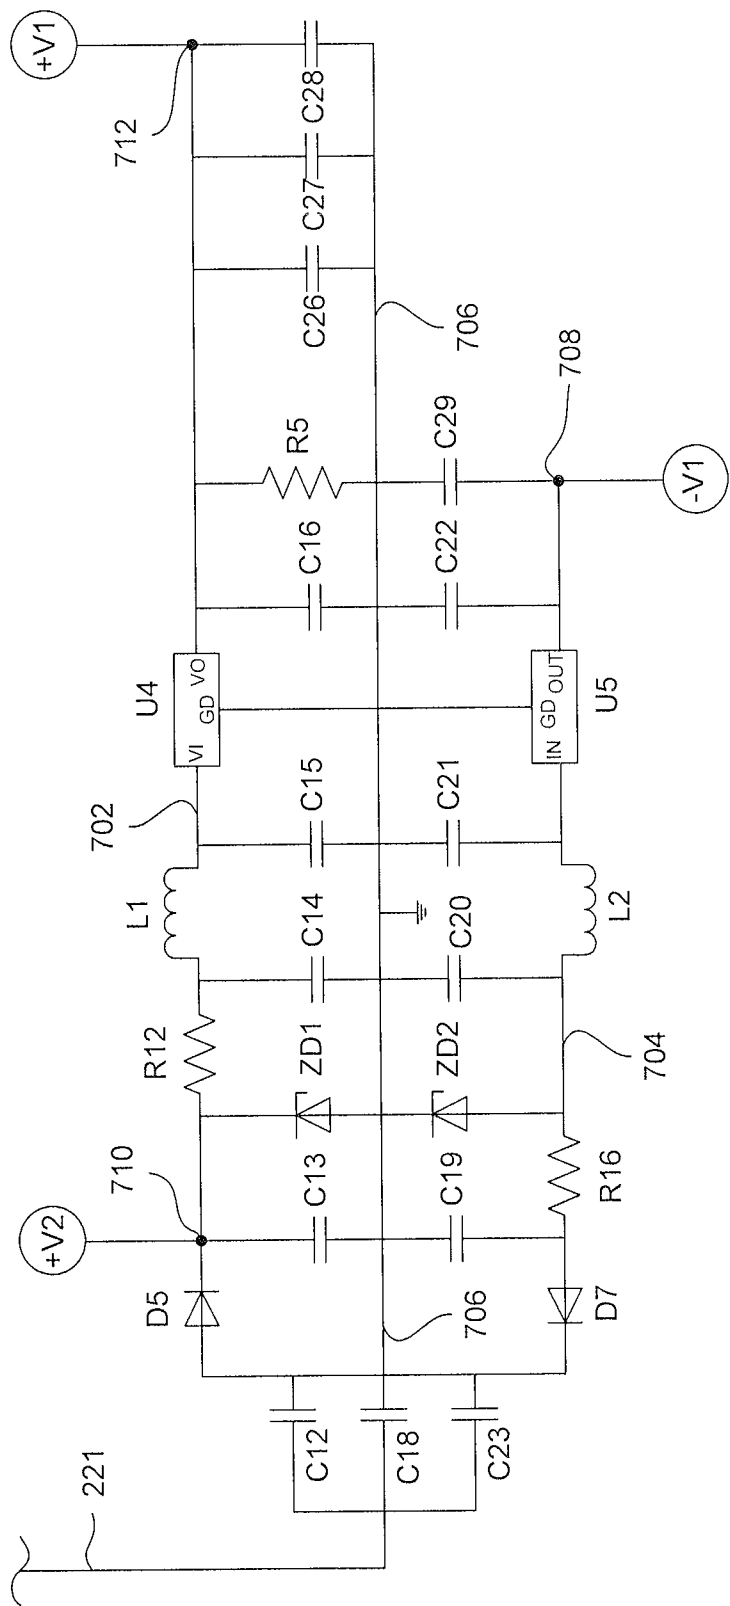 +V2
+V1
221
710
702
712
D5
R12
L1
U4
VI
GD
VO
C12
C13
ZD1
C14
C15
C16
R5
C26
C27
C28
C18
706
706
C19
ZD2
C20
C21
C22
C29
C23
IN
GD
OUT
708
D7
R16
L2
U5
704
-V1